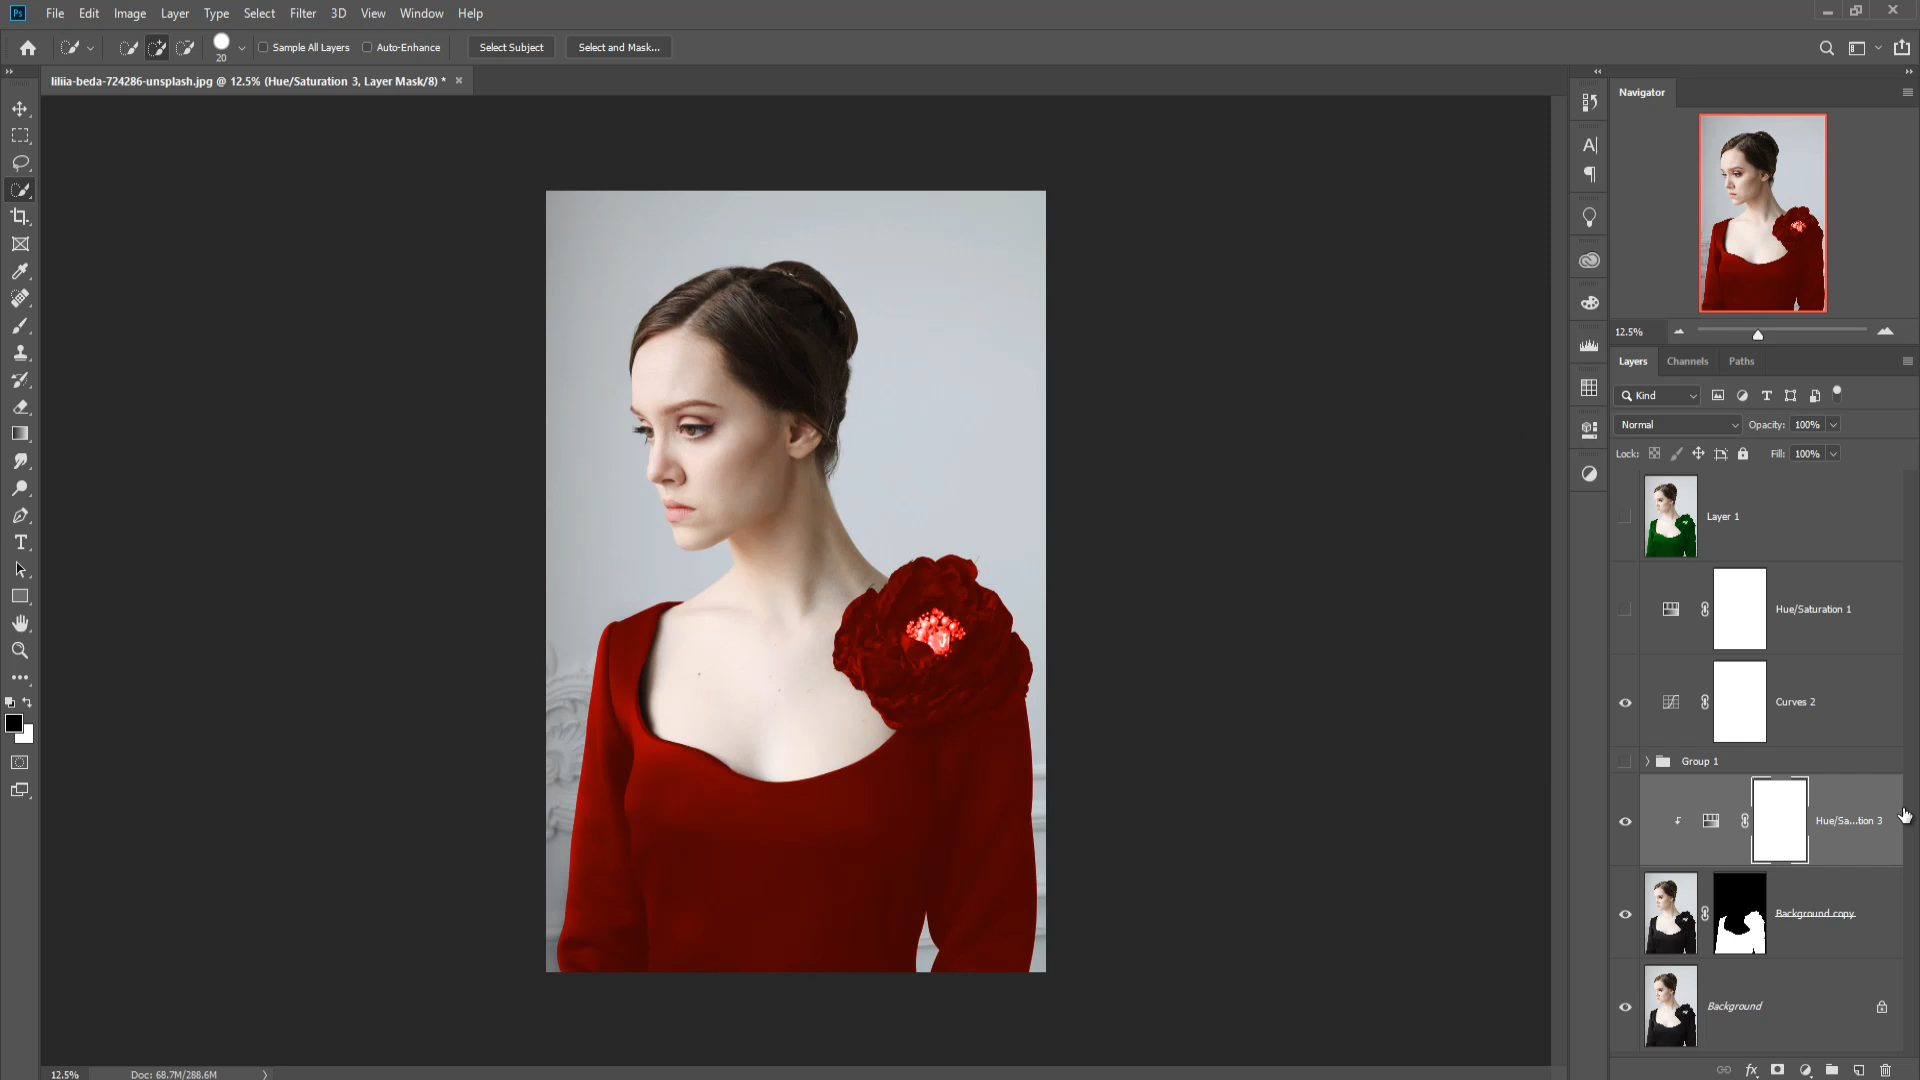 Ps File Edit Image Layer Type Select Filter 3D View Window Help
20 Sample All Layers Auto-Enhance Select Subject Select and Mask...
liliia-beda-724286-unsplash.jpg @ 12.5% (Hue/Saturation 3, Layer Mask/8) *
Navigator
12.5%
Layers Channels Paths
Kind
Normal Opacity: 100%
Lock: Fill: 100%
Layer 1
Hue/Saturation 1
Curves 2
Group 1
Hue/Sa...tion 3
Background copy
Background
12.5% Doc: 68.7M/288.6M